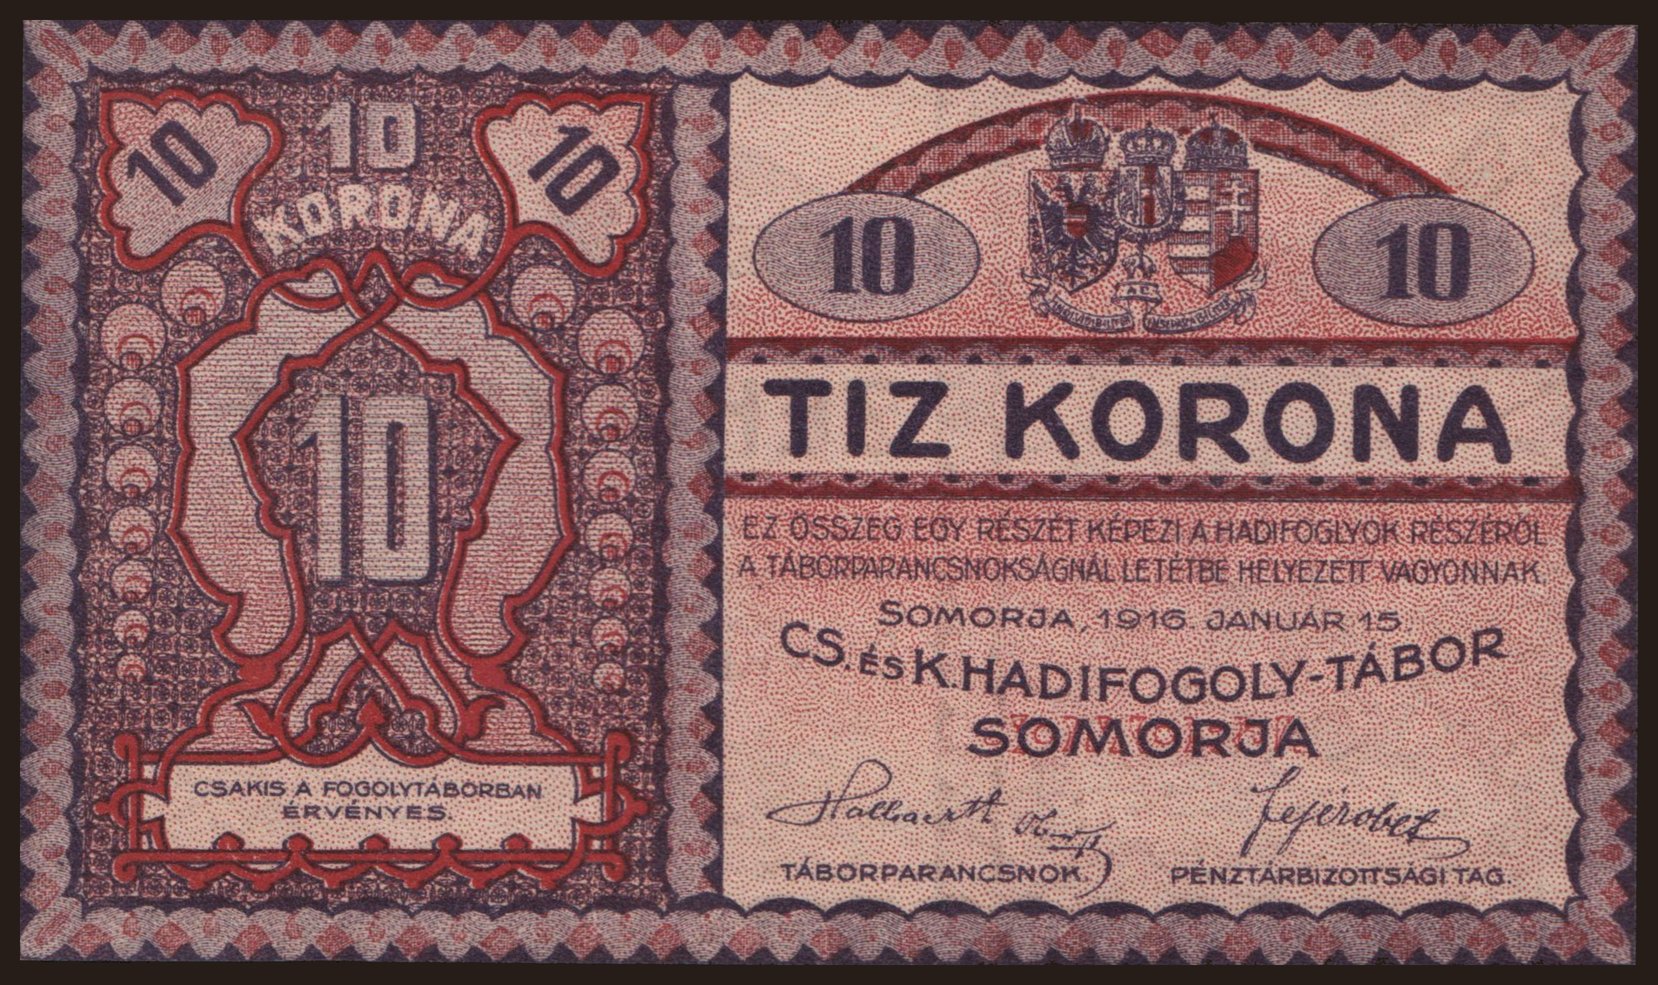 10
10
10
KORONA
10
CSAKIS A FOGOLYTÁBORBAN
ÉRVÉNYES.
10
10
TIZ KORONA
EZ ÖSSZEG EGY RÉSZÉT KÉPEZI A HADIFOGLYOK RÉSZÉRŐL
A TÁBORPARANCSNOKSÁGNÁL LETÉTBE HELYEZETT VAGYONNAK.
SOMORJA, 1916. JANUÁR 15.
CS. ÉS K. HADIFOGOLY-TÁBOR
SOMORJA
TÁBORPARANCSNOK.
PÉNZTÁRBIZOTTSÁGI TAG.